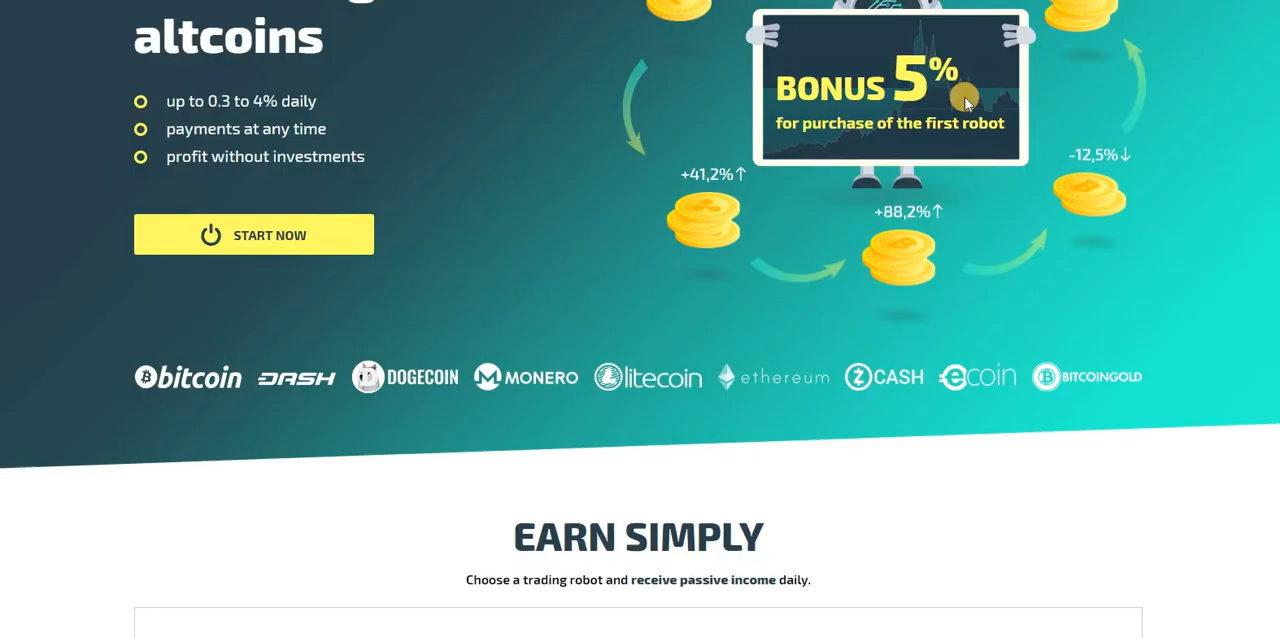 altcoins
up to 0.3 to 4% daily
payments at any time
profit without investments
START NOW
BONUS 5%
for purchase of the first robot
+41,2%↑
+88,2%↑
-12,5%↓
bitcoin DASH DOGECOIN MONERO litecoin ethereum ZCASH ecoin BITCOINGOLD
EARN SIMPLY
Choose a trading robot and receive passive income daily.